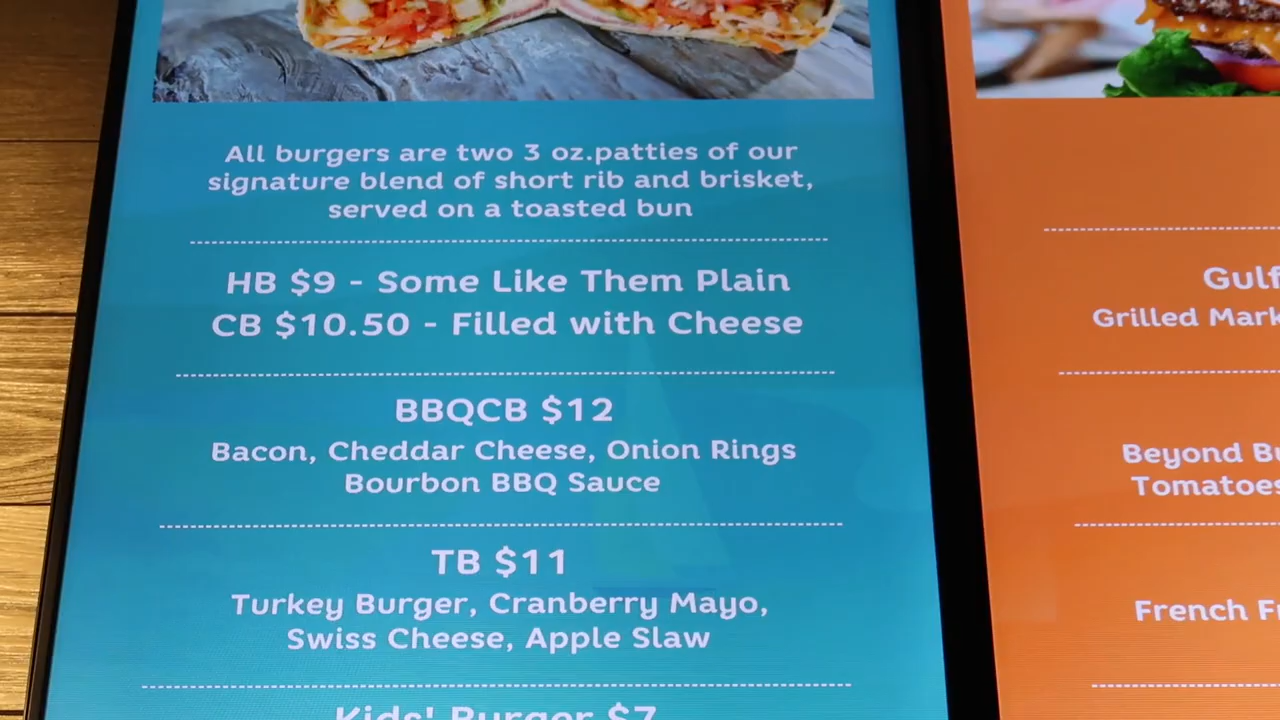 All burgers are two 3 oz.patties of our
signature blend of short rib and brisket,
served on a toasted bun
HB $9 - Some Like Them Plain
CB $10.50 - Filled with Cheese
BBQCB $12
Bacon, Cheddar Cheese, Onion Rings
Bourbon BBQ Sauce
TB $11
Turkey Burger, Cranberry Mayo,
Swiss Cheese, Apple Slaw
Kids' Burger $7
Gulf
Grilled
Beyond
Tomatoes
French